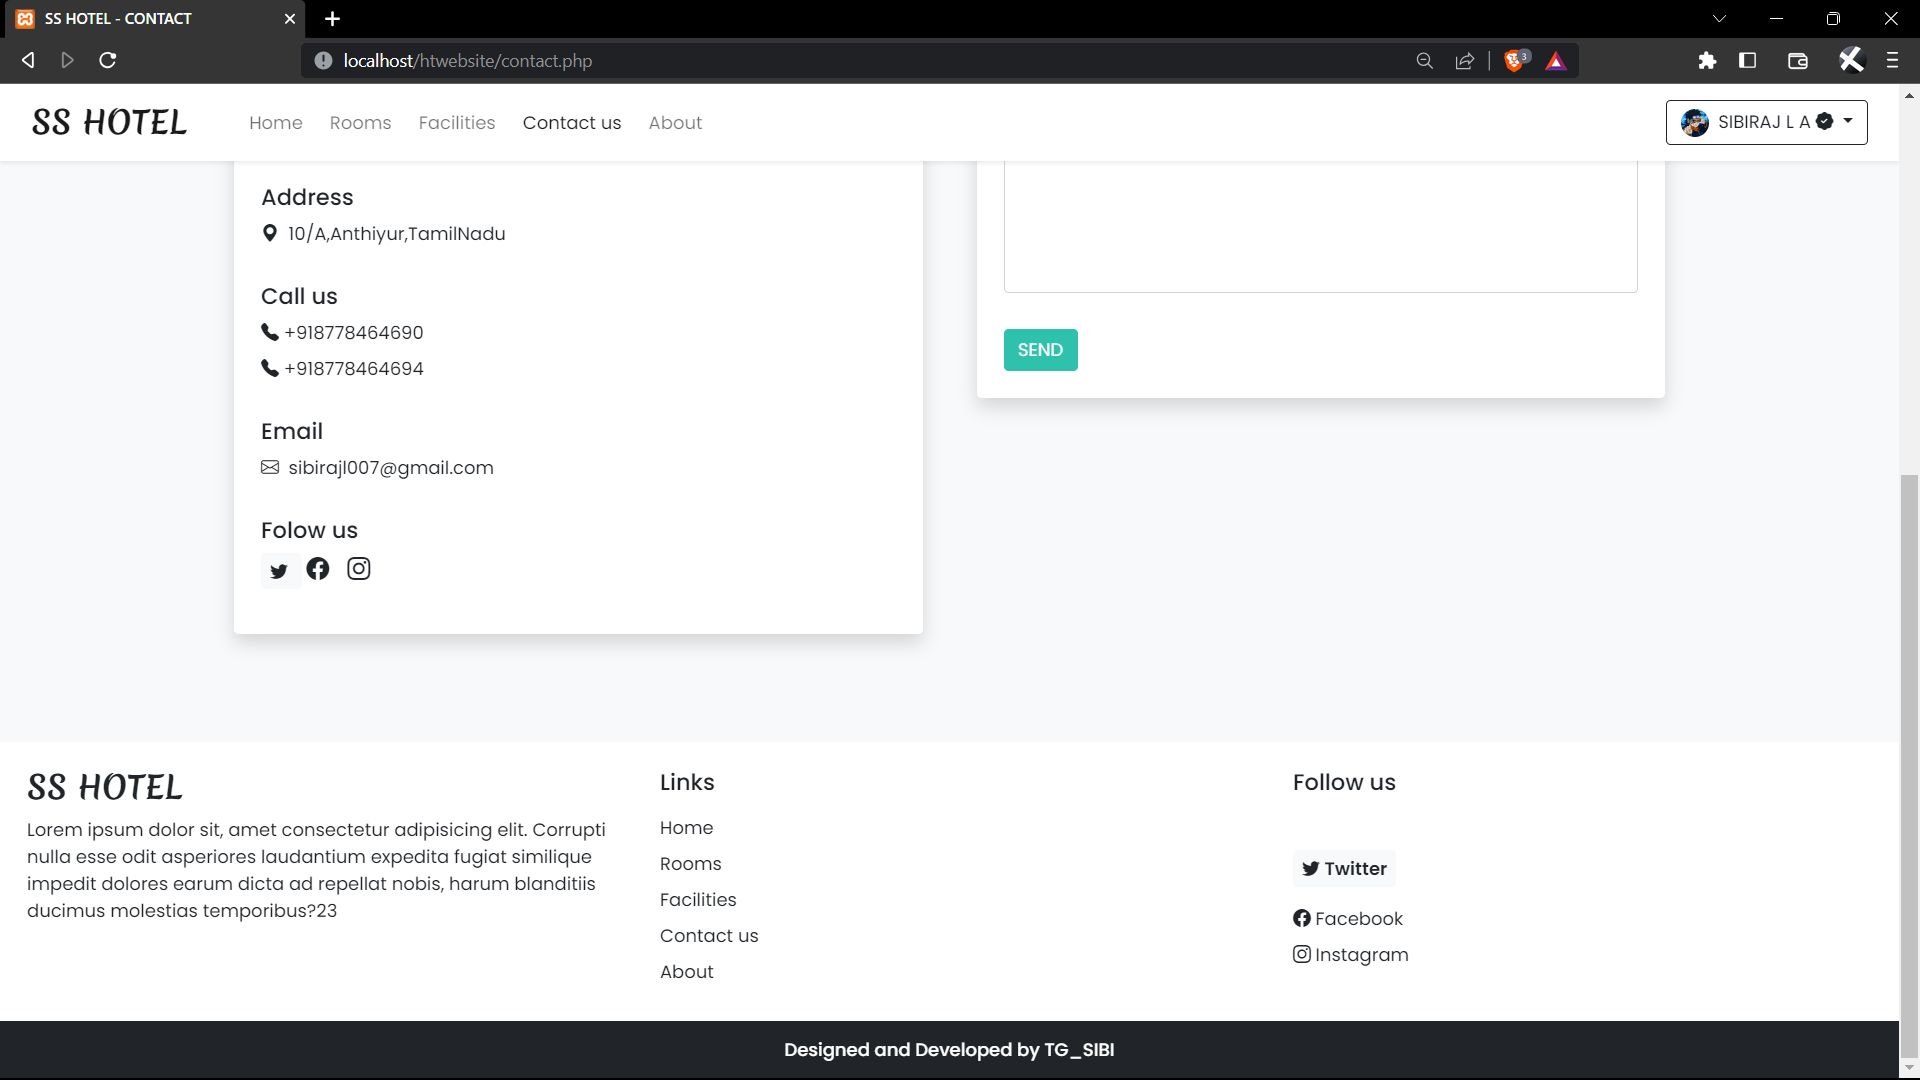 SS HOTEL - CONTACT
localhost/htwebsite/contact.php
3
SS HOTEL
Home
Rooms
Facilities
Contact us
About
SIBIRAJ L A
Address
10/A,Anthiyur,TamilNadu
Call us
+918778464690
+918778464694
Email
sibirajl007@gmail.com
Folow us
SEND
SS HOTEL
Lorem ipsum dolor sit, amet consectetur adipisicing elit. Corrupti
nulla esse odit asperiores laudantium expedita fugiat similique
impedit dolores earum dicta ad repellat nobis, harum blanditiis
ducimus molestias temporibus?23
Links
Home
Rooms
Facilities
Contact us
About
Follow us
Twitter
Facebook
Instagram
Designed and Developed by TG_SIBI